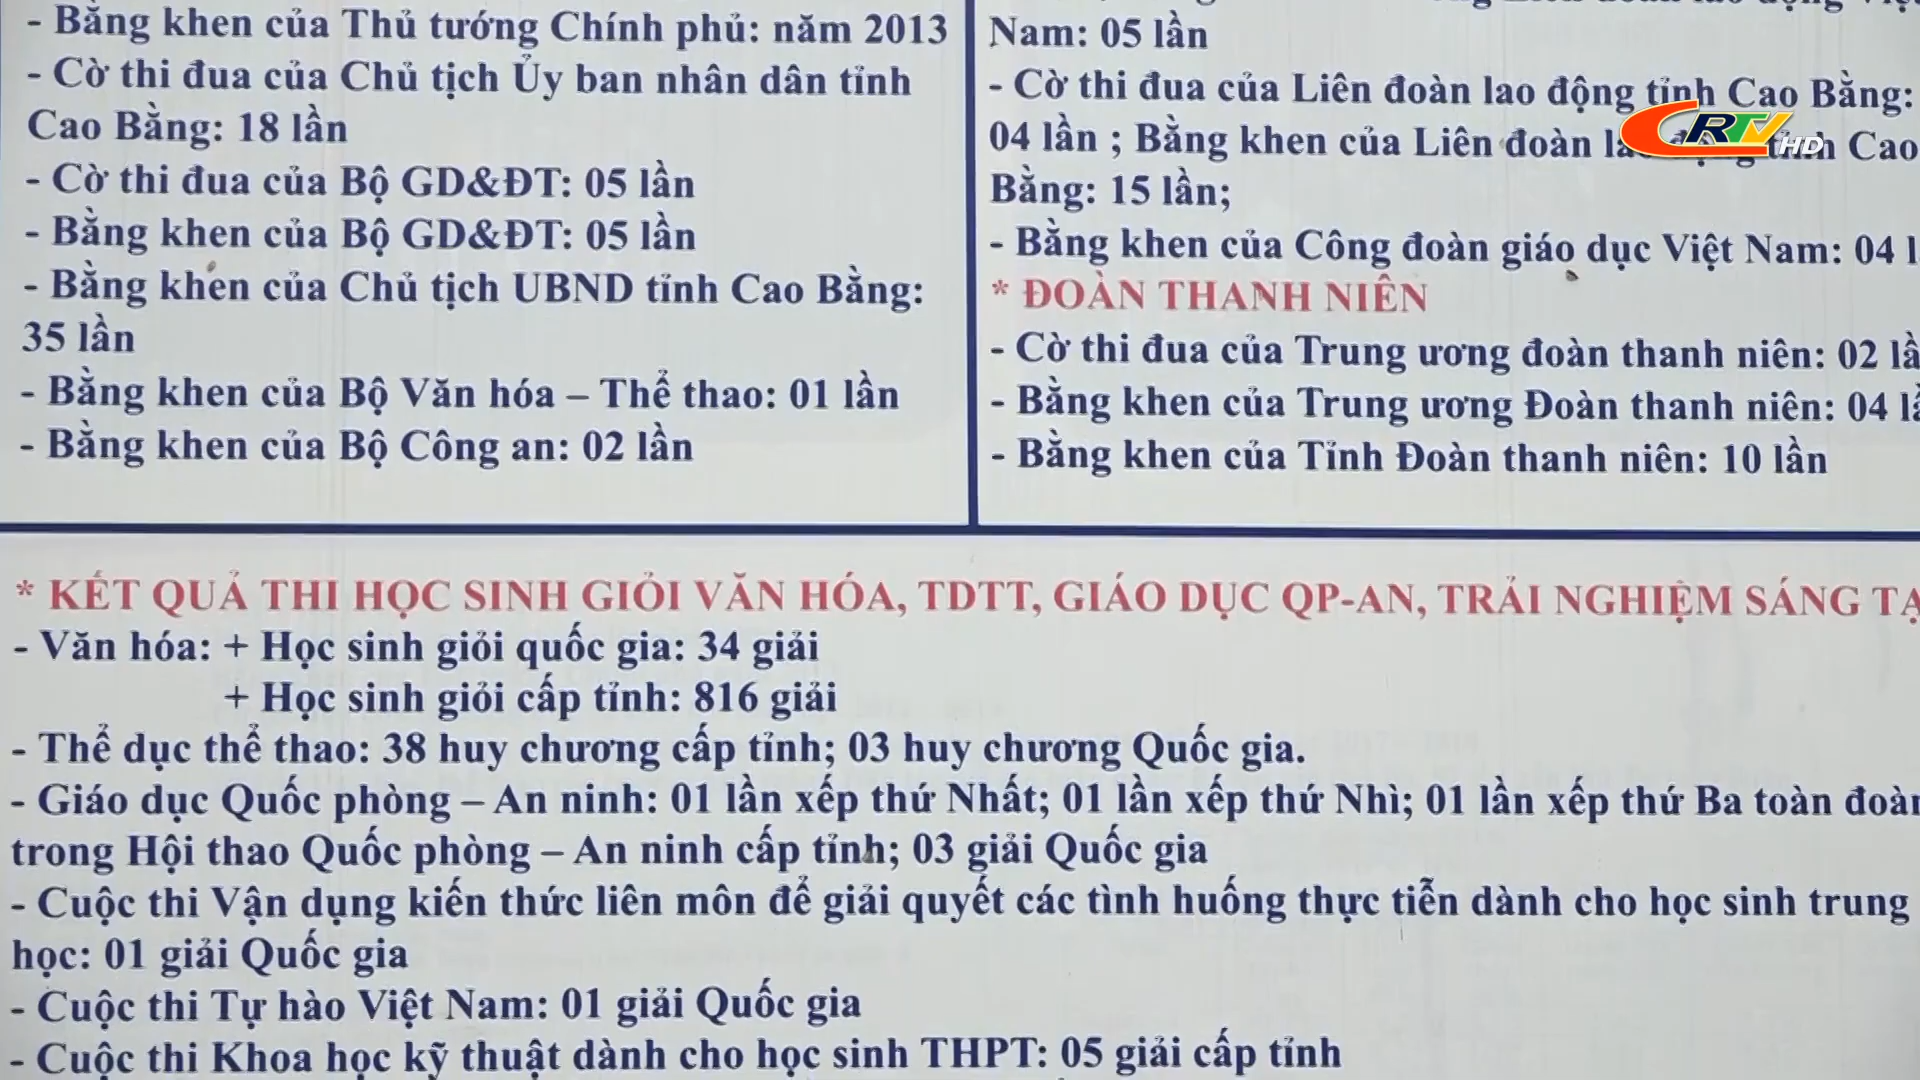 - Bằng khen của Thủ tướng Chính phủ: năm 2013
- Cờ thi đua của Chủ tịch Ủy ban nhân dân tỉnh
Cao Bằng: 18 lần
- Cờ thi đua của Bộ GD&ĐT: 05 lần
- Bằng khen của Bộ GD&ĐT: 05 lần
- Bằng khen của Chủ tịch UBND tỉnh Cao Bằng:
35 lần
- Bằng khen của Bộ Văn hóa – Thể thao: 01 lần
- Bằng khen của Bộ Công an: 02 lần
Nam: 05 lần
- Cờ thi đua của Liên đoàn lao động tỉnh Cao Bằng:
04 lần ; Bằng khen của Liên đoàn tỉnh Cao
Bằng: 15 lần;
- Bằng khen của Công đoàn giáo dục Việt Nam: 04
* ĐOÀN THANH NIÊN
- Cờ thi đua của Trung ương đoàn thanh niên: 02
- Bằng khen của Trung ương Đoàn thanh niên: 04
- Bằng khen của Tỉnh Đoàn thanh niên: 10 lần
CRTV HD
* KẾT QUẢ THI HỌC SINH GIỎI VĂN HÓA, TDTT, GIÁO DỤC QP-AN, TRẢI NGHIỆM SÁNG
- Văn hóa: + Học sinh giỏi quốc gia: 34 giải
+ Học sinh giỏi cấp tỉnh: 816 giải
- Thể dục thể thao: 38 huy chương cấp tỉnh; 03 huy chương Quốc gia.
- Giáo dục Quốc phòng – An ninh: 01 lần xếp thứ Nhất; 01 lần xếp thứ Nhì; 01 lần xếp thứ Ba toàn
trong Hội thao Quốc phòng – An ninh cấp tỉnh; 03 giải Quốc gia
- Cuộc thi Vận dụng kiến thức liên môn để giải quyết các tình huống thực tiễn dành cho học sinh trung
học: 01 giải Quốc gia
- Cuộc thi Tự hào Việt Nam: 01 giải Quốc gia
- Cuộc thi Khoa học kỹ thuật dành cho học sinh THPT: 05 giải cấp tỉnh